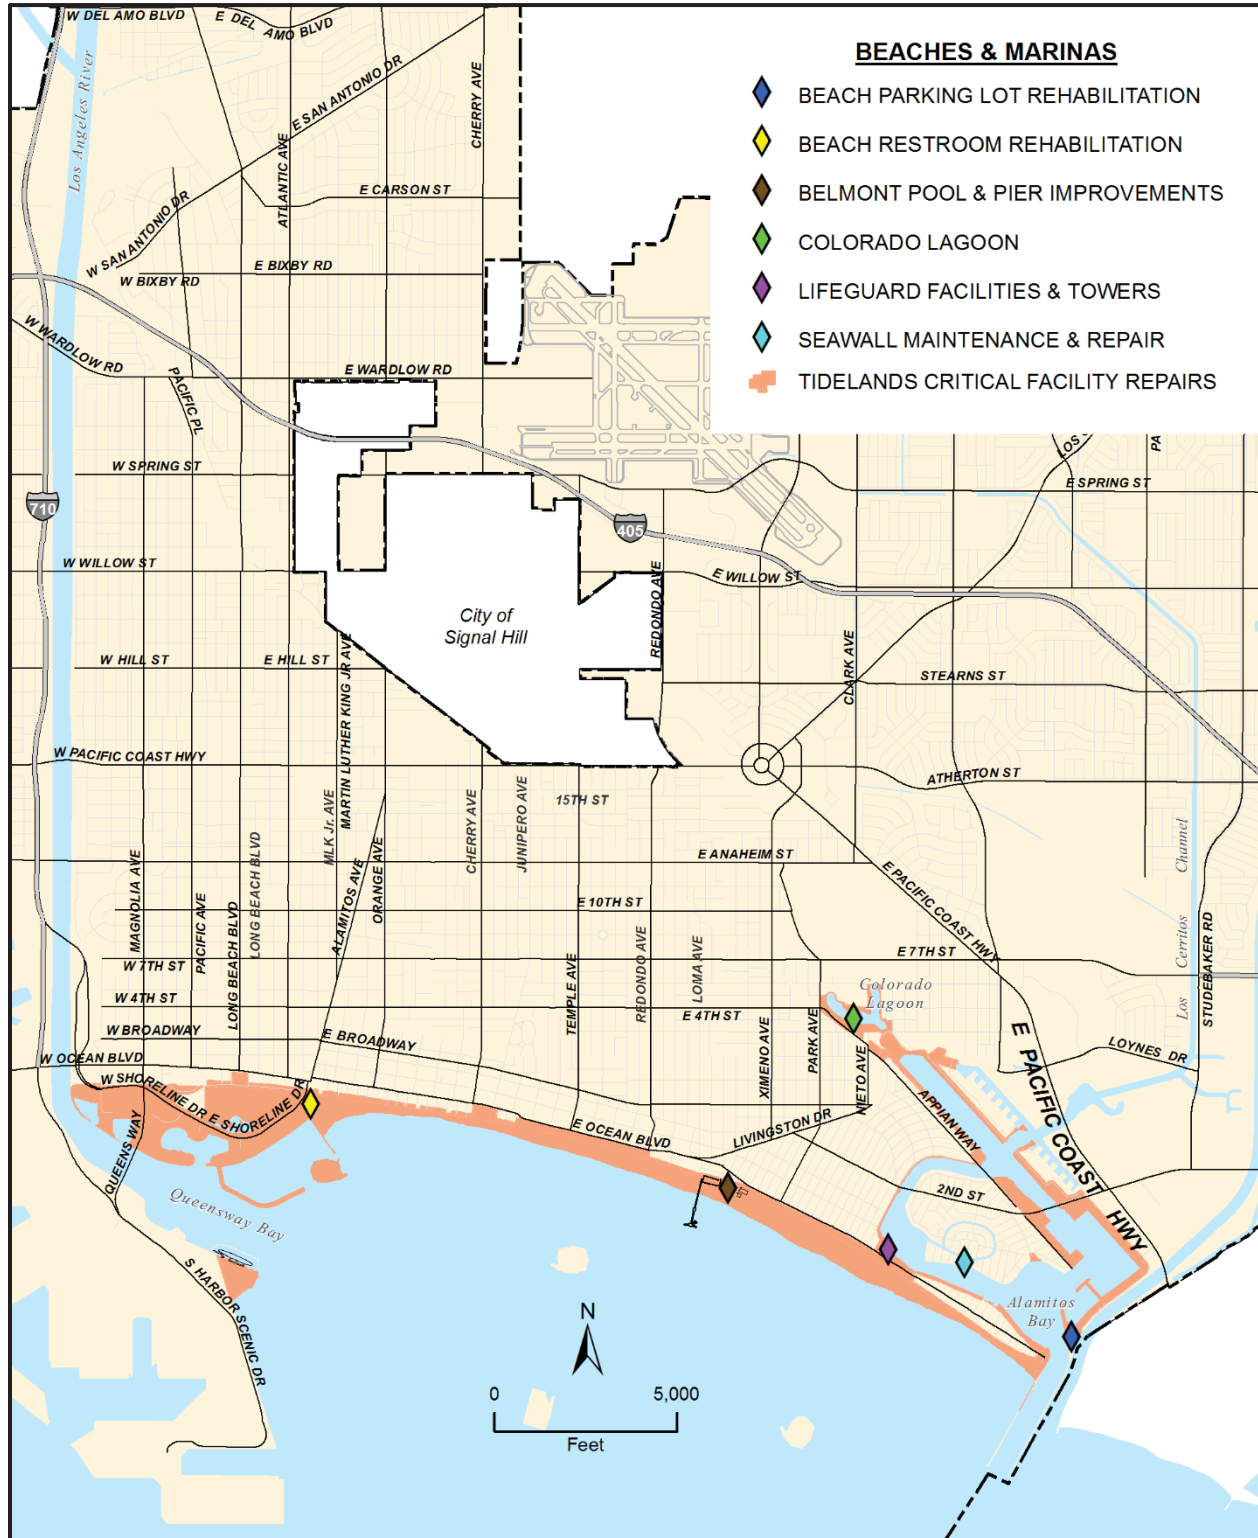 W DEL AMO BLVD
E DEL AMO BLVD
Los Angeles River
E SAN ANTONIO DR
CHERRY AVE
ATLANTIC AVE
E CARSON ST
W SAN ANTONIO DR
E BIXBY RD
W BIXBY RD
BEACHES & MARINAS
BEACH PARKING LOT REHABILITATION
BEACH RESTROOM REHABILITATION
BELMONT POOL & PIER IMPROVEMENTS
COLORADO LAGOON
LIFEGUARD FACILITIES & TOWERS
SEAWALL MAINTENANCE & REPAIR
TIDELANDS CRITICAL FACILITY REPAIRS
W WARDLOW RD
E WARDLOW RD
PACIFIC PL
LOS
PA
W SPRING ST
E SPRING ST
710
405
W WILLOW ST
E WILLOW ST
City of
Signal Hill
REDONDO AVE
CLARK AVE
W HILL ST
E HILL ST
STEARNS ST
MARTIN LUTHER KING JR AVE
W PACIFIC COAST HWY
ATHERTON ST
15TH ST
MLK Jr. AVE
CHERRY AVE
JUNIPERO AVE
E ANAHEIM ST
E PACIFIC COAST HWY
Los Cerritos Channel
MAGNOLIA AVE
PACIFIC AVE
LONG BEACH BLVD
LONG BEACH BLVD
ALAMITOS AVE
ORANGE AVE
E 10TH ST
W 7TH ST
E 7TH ST
STUDEBAKER RD
TEMPLE AVE
REDONDO AVE
LOMA AVE
Colorado
Lagoon
W 4TH ST
E 4TH ST
W BROADWAY
E BROADWAY
XIMENO AVE
PARK AVE
NIETO AVE
E PACIFIC COAST HWY
LOYNES DR
W OCEAN BLVD
W SHORELINE DR
E SHORELINE DR
E OCEAN BLVD
LIVINGSTON DR
APPIAN WAY
QUEENS WAY
2ND ST
Queensway Bay
S HARBOR SCENIC DR
Alamitos
Bay
N
0
5,000
Feet